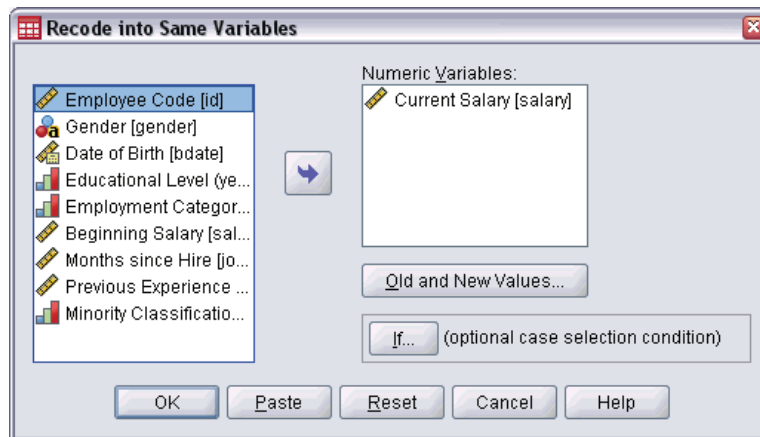 Recode into Same Variables
Employee Code [id]
Gender [gender]
Date of Birth [bdate]
Educational Level (ye...
Employment Categor...
Beginning Salary [sal...
Months since Hire [jo...
Previous Experience ...
Minority Classificatio...
Numeric Variables:
Current Salary [salary]
Old and New Values...
If... (optional case selection condition)
OK Paste Reset Cancel Help